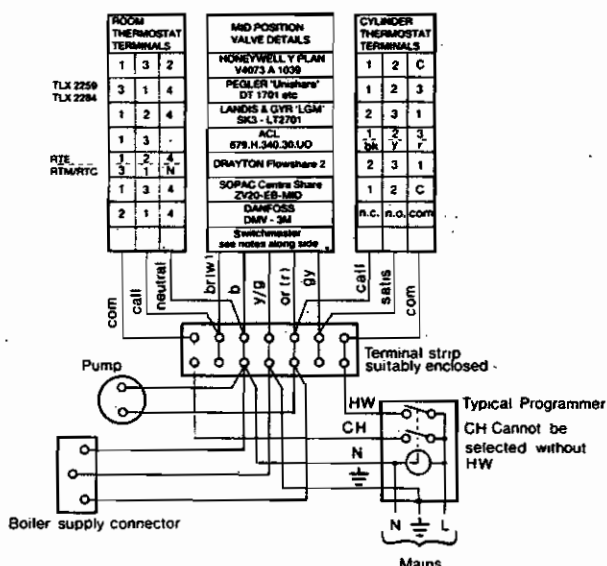 ROOM
THERMOSTAT
TERMINALS
1 3 2
TLX 2259
TLX 2284
3 1 4
1 2 4
1 3 -
RTE 1 2 4
RTM/RTC 3 1 N
1 3 4
2 1 4
MID POSITION
VALVE DETAILS
HONEYWELL Y PLAN
V4073 A 1039
PEGLER 'Unishare'
DT 1701 etc
LANDIS & GYR 'LGM'
SK3 - LT2701
ACL
679.H.340.30.UO
DRAYTON Flowshare 2
SOPAC Centra Share
ZV20-EB-MID
DANFOSS
DMV - 3M
Switchmaster
see notes along side
CYLINDER
THERMOSTAT
TERMINALS
1 2 C
1 2 3
2 3 1
1 2 3
bk y r
2 3 1
1 2 C
n.c. n.o. com
com
call
neutral
br(w)
b
y/g
or (r)
gy
call
satis
com
Terminal strip
suitably enclosed
Pump
HW
CH
N
Typical Programmer
CH Cannot be
selected without
HW
Boiler supply connector
N L
Mains